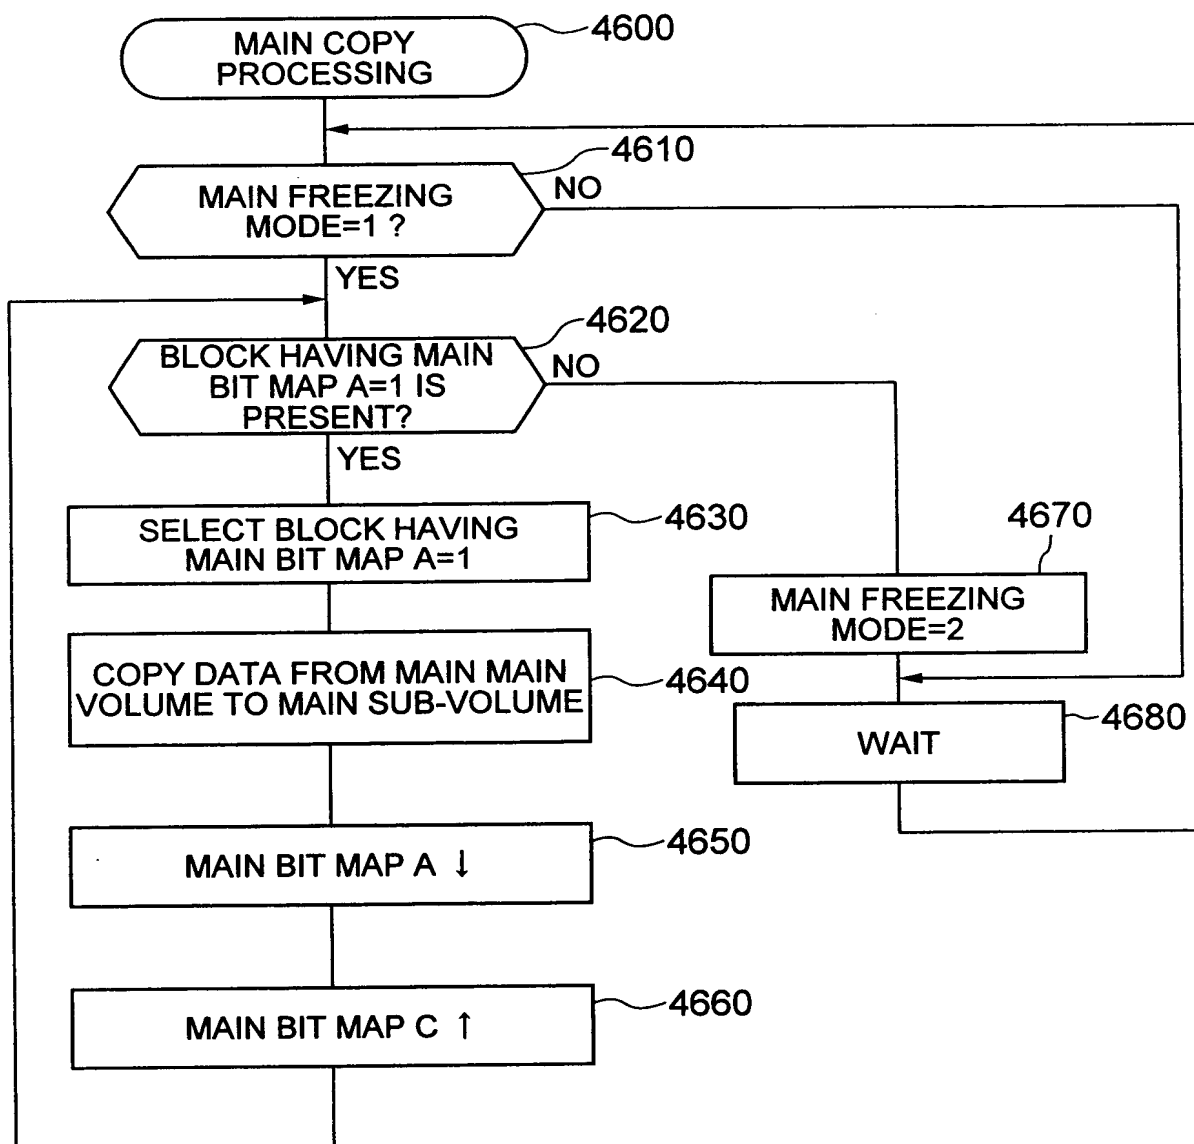 MAIN COPY
PROCESSING
4600
MAIN FREEZING
MODE=1 ?
4610
NO
YES
BLOCK HAVING MAIN
BIT MAP A=1 IS
PRESENT?
4620
NO
YES
SELECT BLOCK HAVING
MAIN BIT MAP A=1
4630
COPY DATA FROM MAIN MAIN
VOLUME TO MAIN SUB-VOLUME
4640
MAIN BIT MAP A ↓
4650
MAIN BIT MAP C ↑
4660
4670
MAIN FREEZING
MODE=2
WAIT
4680